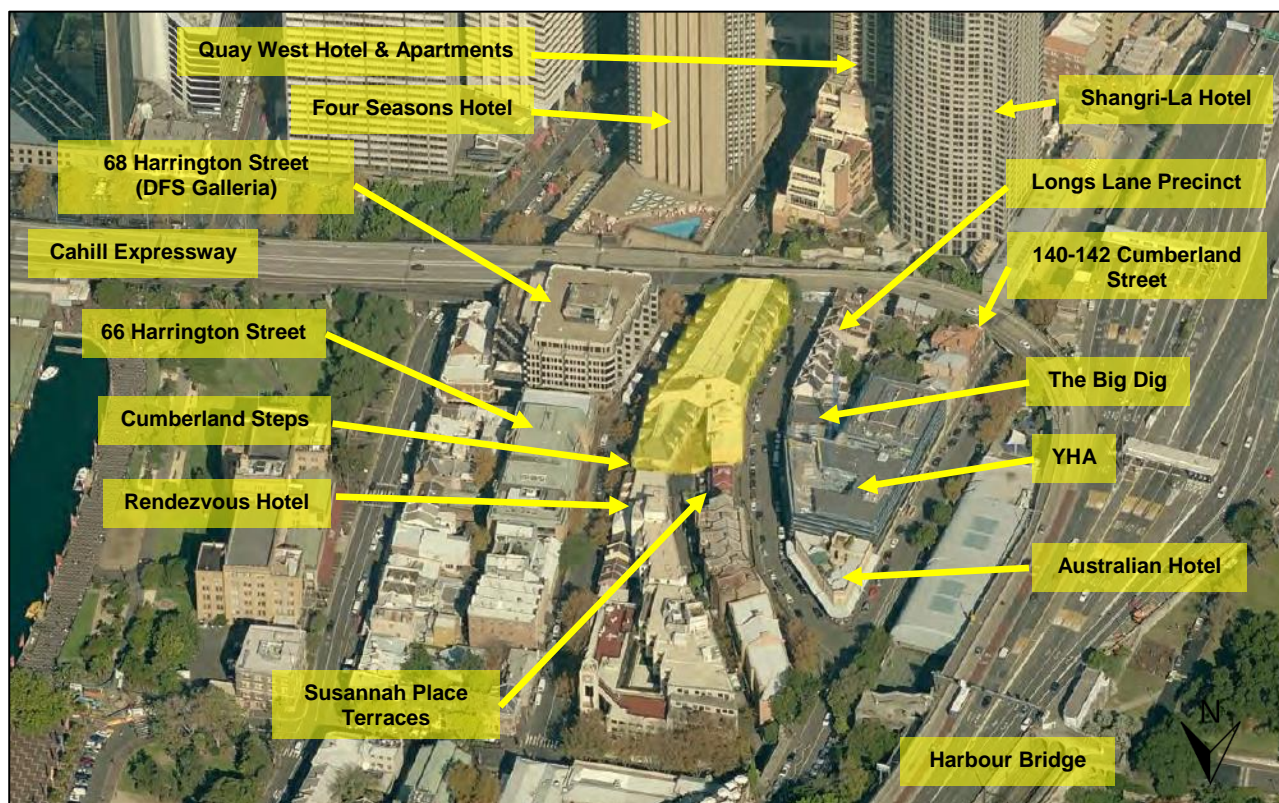 Quay West Hotel & Apartments
Four Seasons Hotel
Shangri-La Hotel
68 Harrington Street
(DFS Galleria)
Longs Lane Precinct
Cahill Expressway
140-142 Cumberland
Street
66 Harrington Street
The Big Dig
Cumberland Steps
YHA
Rendezvous Hotel
Australian Hotel
Susannah Place
Terraces
Harbour Bridge
N